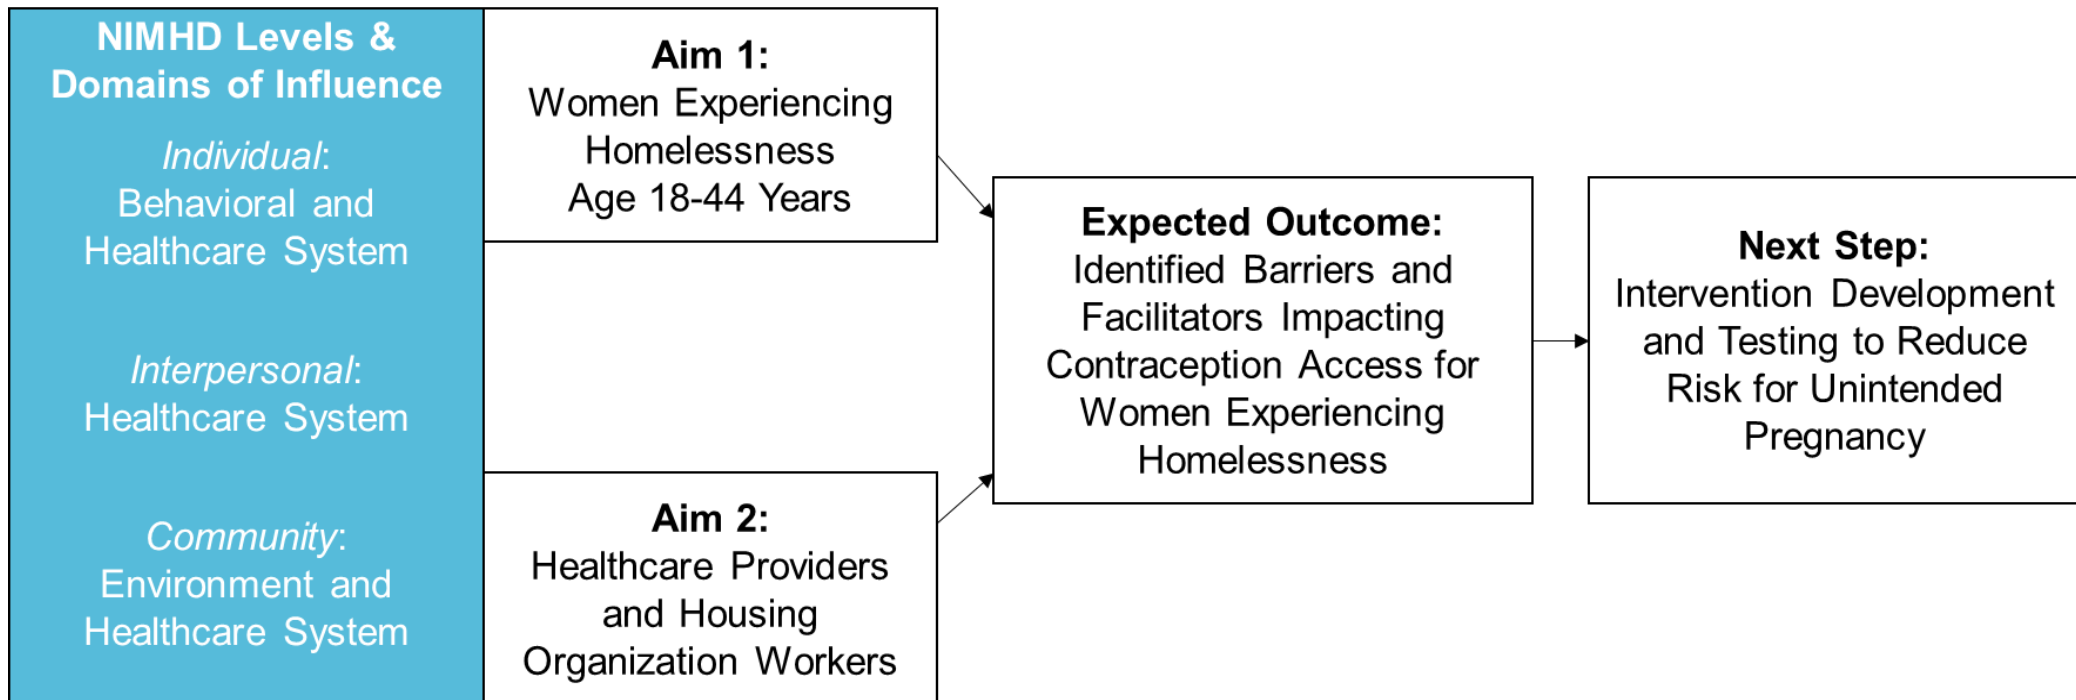 NIMHD Levels &
Domains of Influence
Individual:
Behavioral and
Healthcare System
Interpersonal:
Healthcare System
Community:
Environment and
Healthcare System
Aim 1:
Women Experiencing
Homelessness
Age 18-44 Years
Aim 2:
Healthcare Providers
and Housing
Organization Workers
Expected Outcome:
Identified Barriers and
Facilitators Impacting
Contraception Access for
Women Experiencing
Homelessness
Next Step:
Intervention Development
and Testing to Reduce
Risk for Unintended
Pregnancy